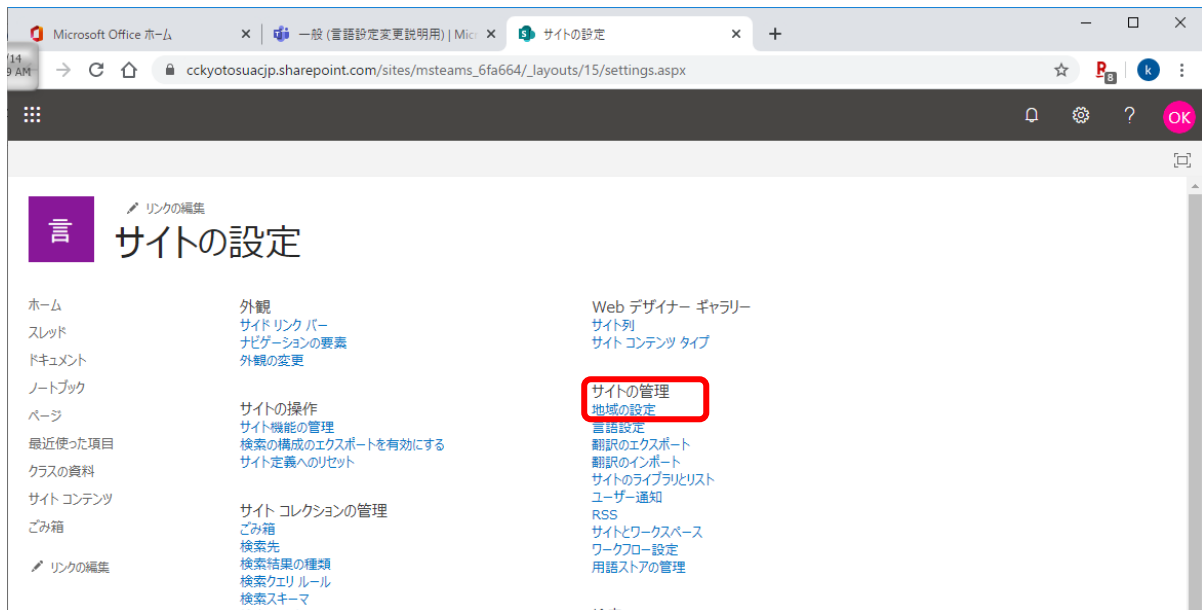 Microsoft Office ホーム
一般 (言語設定変更説明用) | Mic
サイトの設定
/14
9 AM
cckyotosuacjp.sharepoint.com/sites/msteams_6fa664/_layouts/15/settings.aspx
R
8
k
?
OK
リンクの編集
言
サイトの設定
ホーム
スレッド
ドキュメント
ノートブック
ページ
最近使った項目
クラスの資料
サイト コンテンツ
ごみ箱
リンクの編集
外観
サイド リンク バー
ナビゲーションの要素
外観の変更
サイトの操作
サイト機能の管理
検索の構成のエクスポートを有効にする
サイト定義へのリセット
サイト コレクションの管理
ごみ箱
検索先
検索結果の種類
検索クエリ ルール
検索スキーマ
Web デザイナー ギャラリー
サイト列
サイト コンテンツ タイプ
サイトの管理
地域の設定
言語設定
翻訳のエクスポート
翻訳のインポート
サイトのライブラリとリスト
ユーザー通知
RSS
サイトとワークスペース
ワークフロー設定
用語ストアの管理